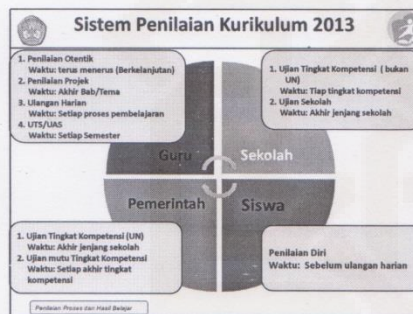 Sistem Penilaian Kurikulum 2013
1. Penilaian Otentik
Waktu: terus menerus (Berkelanjutan)
2. Penilaian Projek
Waktu: Akhir Bab/Tema
3. Ulangan Harian
Waktu: Setiap proses pembelajaran
4. UTS/UAS
Waktu: Setiap Semester
1. Ujian Tingkat Kompetensi ( bukan
UN)
Waktu: Tiap tingkat kompetensi
2. Ujian Sekolah
Waktu: Akhir jenjang sekolah
Guru
Sekolah
Pemerintah
Siswa
1. Ujian Tingkat Kompetensi (UN)
Waktu: Akhir jenjang sekolah
2. Ujian mutu Tingkat Kompetensi
Waktu: Setiap akhir tingkat
kompetensi
Penilaian Diri
Waktu: Sebelum ulangan harian
Penilaian Proses dan Hasil Belajar